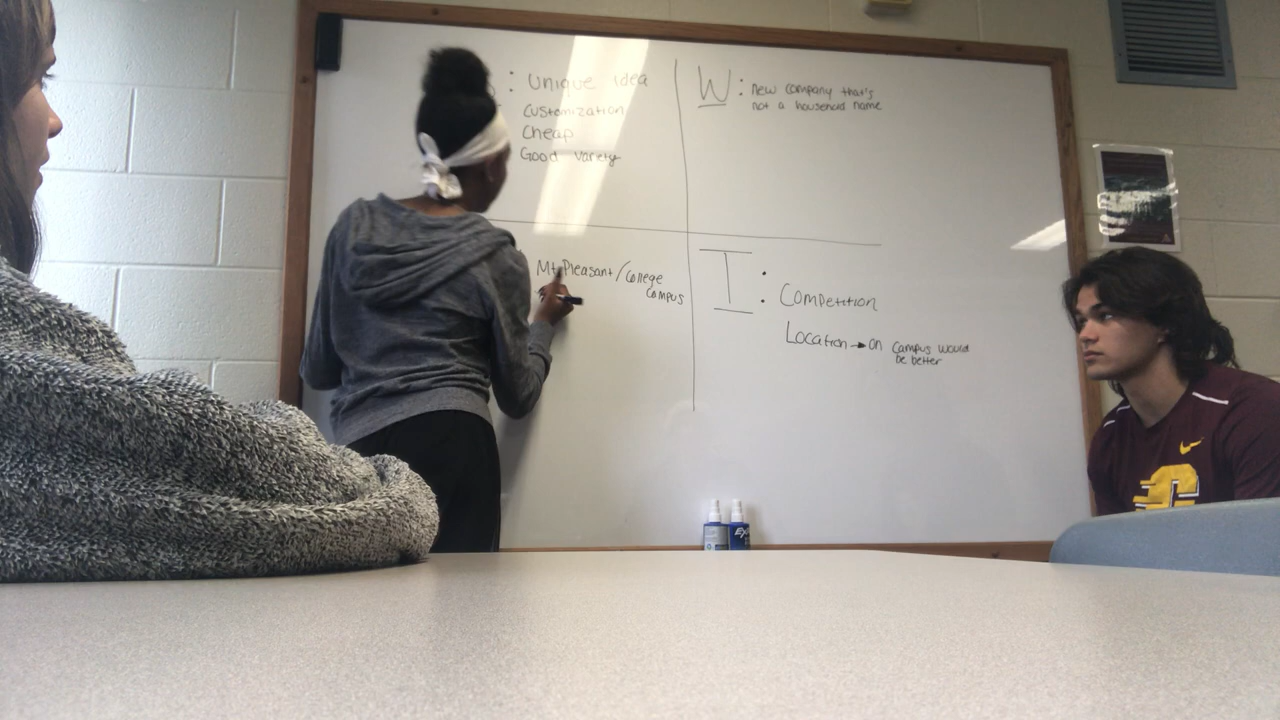 : unique idea
Customization
Cheap
Good variety
W : new company that's
not a household name
Mt Pleasant / College
Campus
I : Competition
Location → on campus would
be better
C